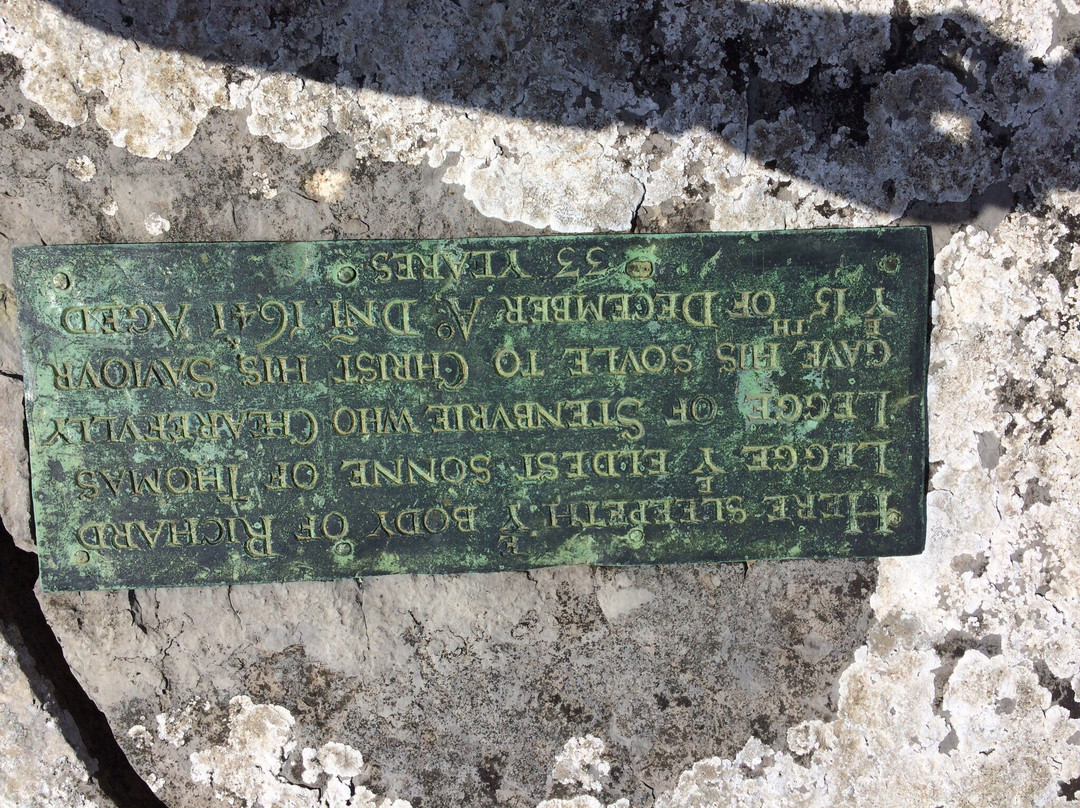 HERE SLEEPETH Yᴱ BODY OF RICHARD
LEGGE Yᴱ ELDEST SONNE OF THOMAS
LEGGE OF STENBVRIE WHO CHEAREFVLLY
GAVE, HIS SOVLE TO CHRIST HIS SAVIOVR
Yᴱ 15ᵀᴴ OF DECEMBER Aº DÑI 1641 AGED
33 YEARES